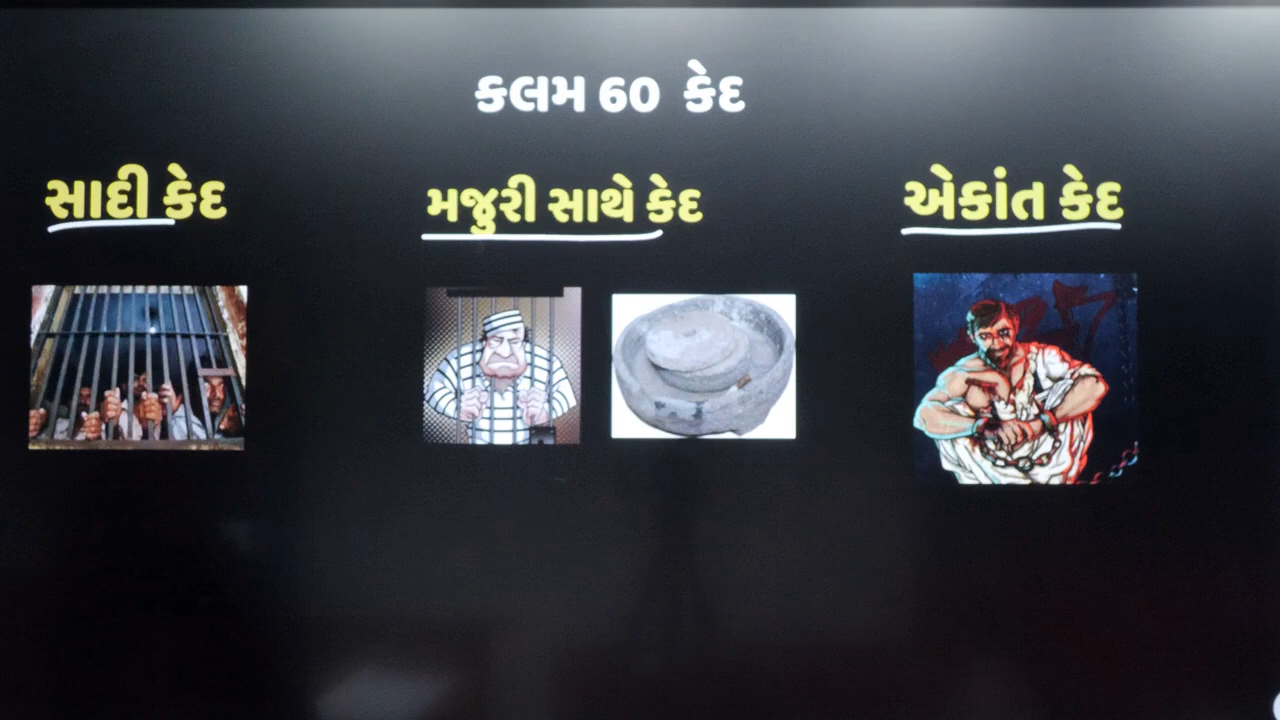 કલમ 60 કેદ
સાદી કેદ
મજુરી સાથે કેદ
એકાંત કેદ